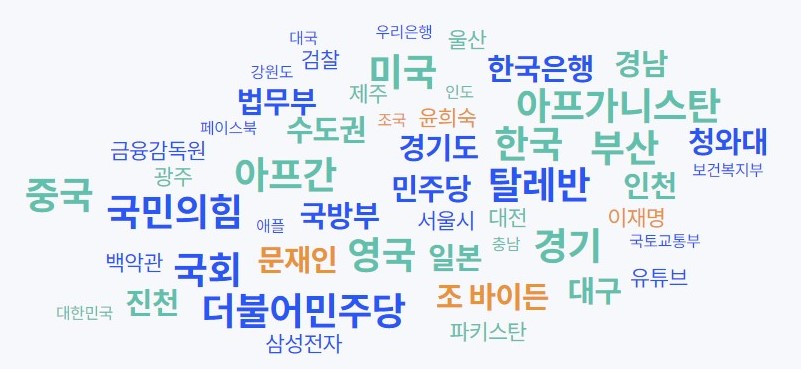 우리은행
대국
울산
검찰
미국
한국은행
경남
강원도
법무부
제주
인도
아프가니스탄
페이스북
수도권
조국
윤희숙
한국
부산
청와대
금융감독원
경기도
보건복지부
광주
아프간
민주당
탈레반
인천
중국
국민의힘
애플
국방부
서울시
대전
이재명
백악관
국회
문재인
영국
일본
충남
경기
국토교통부
유튜브
대한민국
진천
더불어민주당
조 바이든
대구
삼성전자
파키스탄